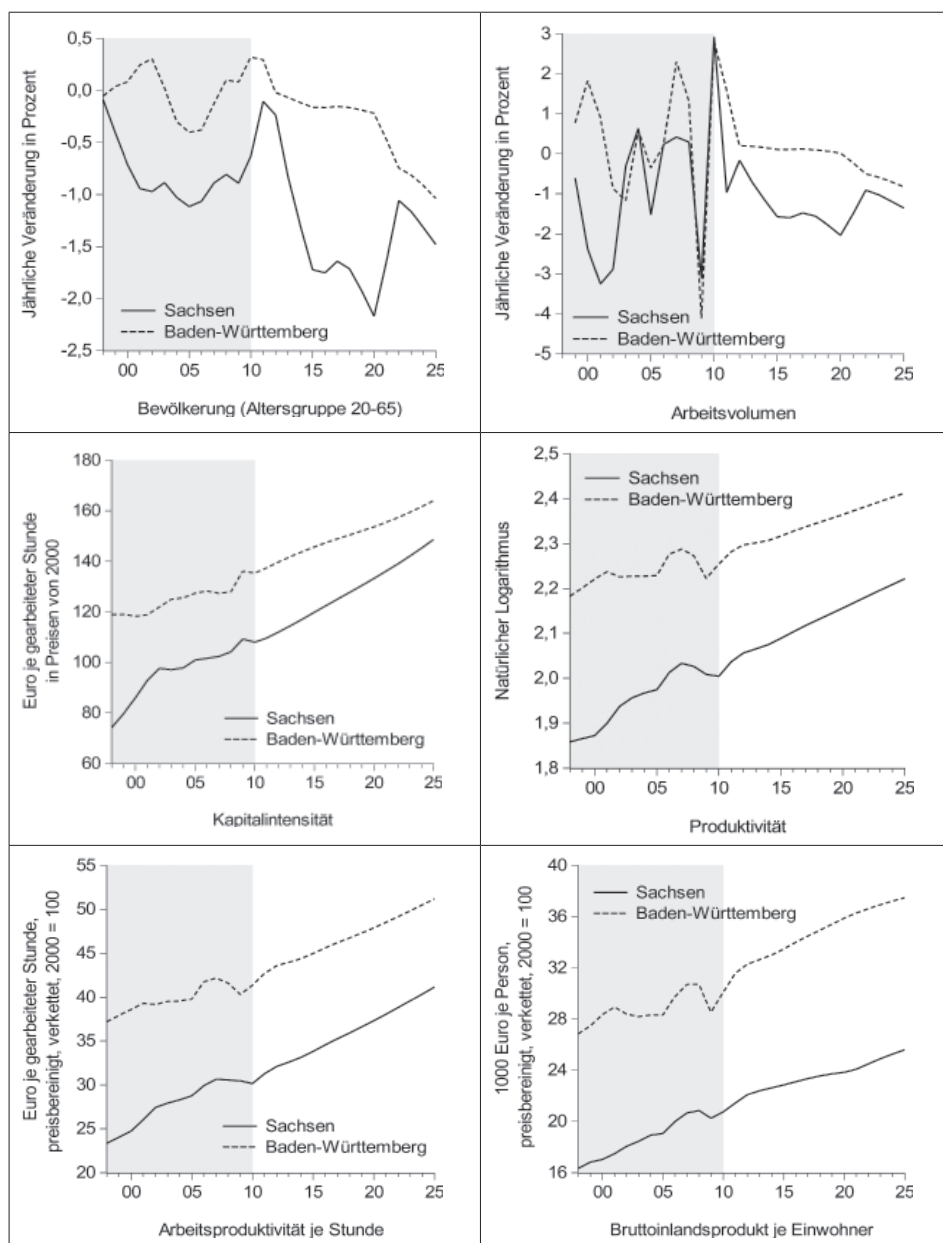 Jährliche Veränderung in Prozent
0,5
0,0
-0,5
-1,0
-1,5
-2,0
-2,5
Sachsen
Baden-Württemberg
00 05 10 15 20 25
Bevölkerung (Altersgruppe 20-65)
Jährliche Veränderung in Prozent
3
2
1
0
-1
-2
-3
-4
-5
Sachsen
Baden-Württemberg
00 05 10 15 20 25
Arbeitsvolumen
Euro je gearbeiteter Stunde
in Preisen von 2000
180
160
140
120
100
80
60
Sachsen
Baden-Württemberg
00 05 10 15 20 25
Kapitalintensität
Natürlicher Logarithmus
2,5
2,4
2,3
2,2
2,1
2,0
1,9
1,8
Sachsen
Baden-Württemberg
00 05 10 15 20 25
Produktivität
Euro je gearbeiteter Stunde,
preisbereinigt, verkettet, 2000 = 100
55
50
45
40
35
30
25
20
Sachsen
Baden-Württemberg
00 05 10 15 20 25
Arbeitsproduktivität je Stunde
1000 Euro je Person,
preisbereinigt, verkettet, 2000 = 100
40
36
32
28
24
20
16
Sachsen
Baden-Württemberg
00 05 10 15 20 25
Bruttoinlandsprodukt je Einwohner